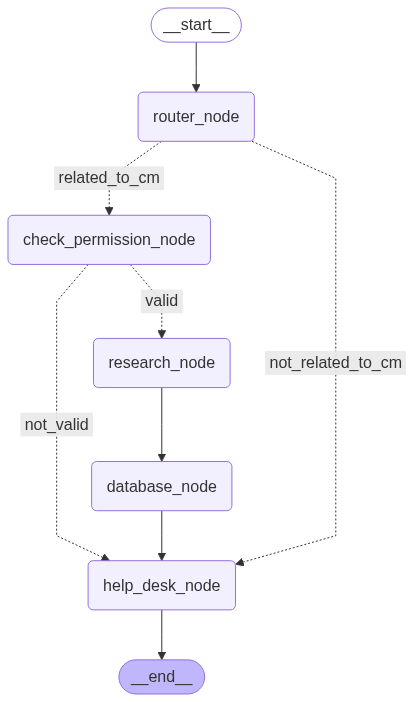 __start__
router_node
related_to_cm
check_permission_node
valid
research_node
not_related_to_cm
not_valid
database_node
help_desk_node
__end__